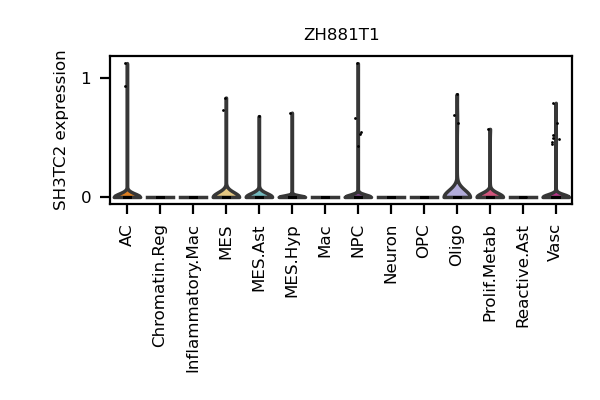 ZH881T1
SH3TC2 expression
1
0
AC
Chromatin.Reg
Inflammatory.Mac
MES
MES.Ast
MES.Hyp
Mac
NPC
Neuron
OPC
Oligo
Prolif.Metab
Reactive.Ast
Vasc